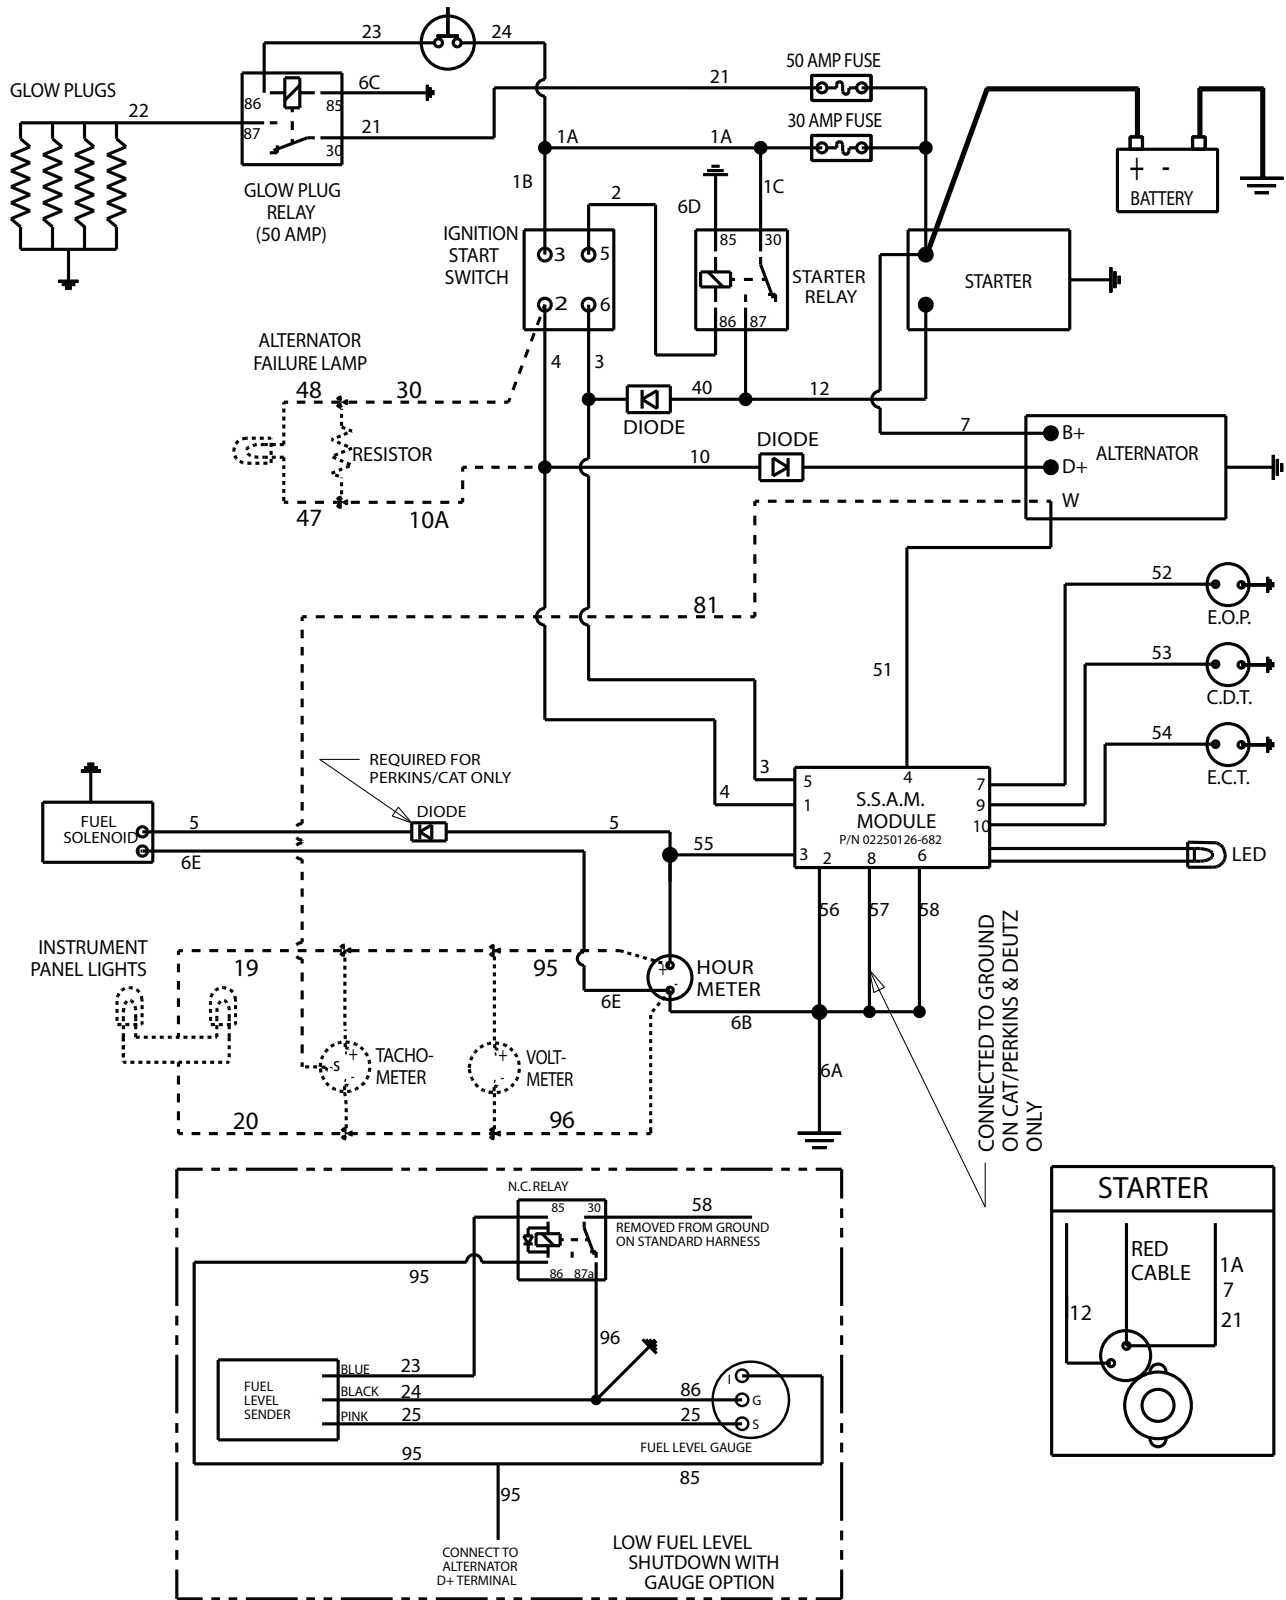 23
24
GLOW PLUGS
22
6C
86
85
87
21
30
GLOW PLUG
RELAY
(50 AMP)
21
50 AMP FUSE
30 AMP FUSE
1A
1A
1B
1C
2
6D
+ -
BATTERY
IGNITION
START
SWITCH
3
5
2
6
85
30
86
87
STARTER
RELAY
STARTER
ALTERNATOR
FAILURE LAMP
48
30
RESISTOR
47
10A
4
3
40
12
DIODE
DIODE
10
7
B+
D+
W
ALTERNATOR
81
51
52
E.O.P.
53
C.D.T.
54
E.C.T.
REQUIRED FOR
PERKINS/CAT ONLY
3
4
5
4
7
1
S.S.A.M.
MODULE
P/N 02250126-682
9
10
3
2
8
6
LED
FUEL
SOLENOID
5
DIODE
5
6E
55
56
57
58
INSTRUMENT
PANEL LIGHTS
19
95
+
-
HOUR
METER
6E
6B
6A
S
+
-
TACHO-
METER
+
-
VOLT-
METER
20
96
CONNECTED TO GROUND
ON CAT/PERKINS & DEUTZ
ONLY
N.C. RELAY
85
30
58
REMOVED FROM GROUND
ON STANDARD HARNESS
86
87a
95
96
FUEL
LEVEL
SENDER
BLUE
23
BLACK
24
PINK
25
86
25
I
G
S
FUEL LEVEL GAUGE
95
85
95
CONNECT TO
ALTERNATOR
D+ TERMINAL
LOW FUEL LEVEL
SHUTDOWN WITH
GAUGE OPTION
STARTER
RED
CABLE
12
1A
7
21